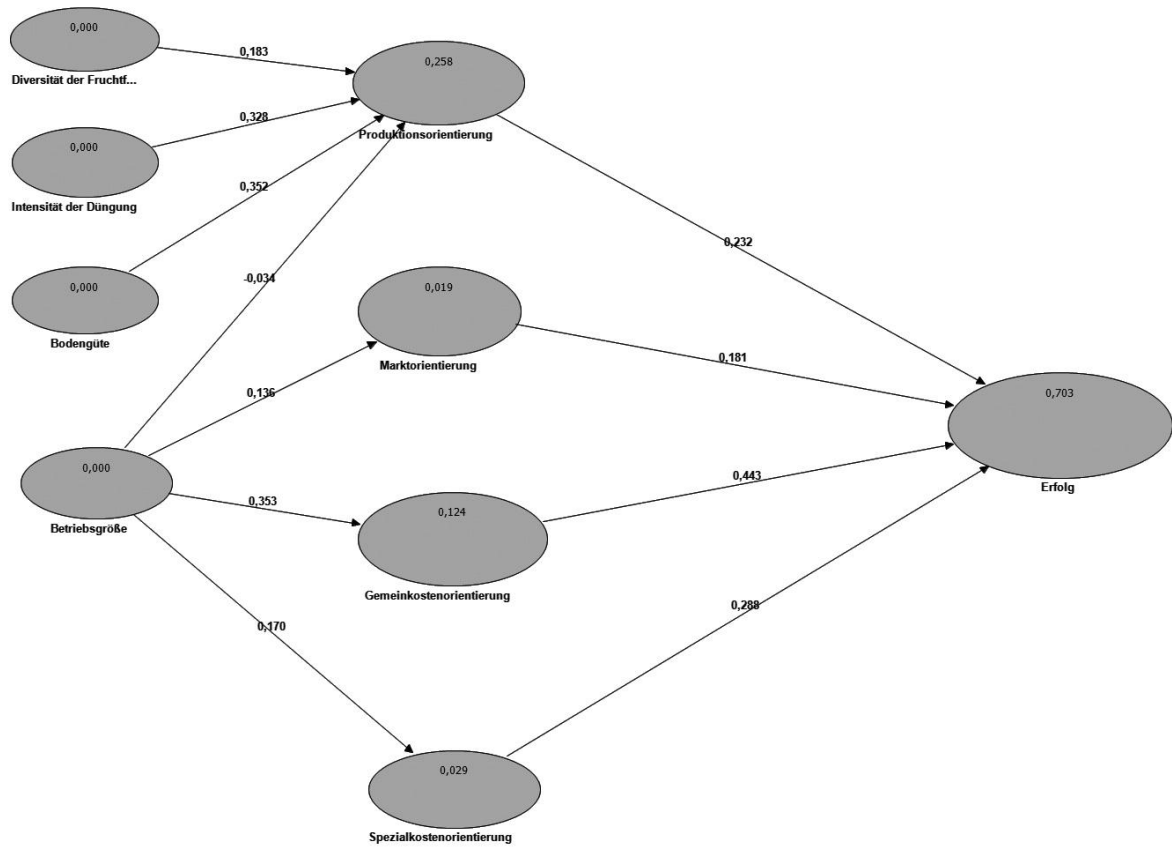 0,000
Diversität der Fruchtf...
0,183
0,258
Produktionsorientierung
0,000
Intensität der Düngung
0,328
0,352
0,000
Bodengüte
-0,034
0,232
0,019
Marktorientierung
0,136
0,181
0,703
Erfolg
0,000
Betriebsgröße
0,353
0,124
Gemeinkostenorientierung
0,443
0,170
0,288
0,029
Spezialkostenorientierung